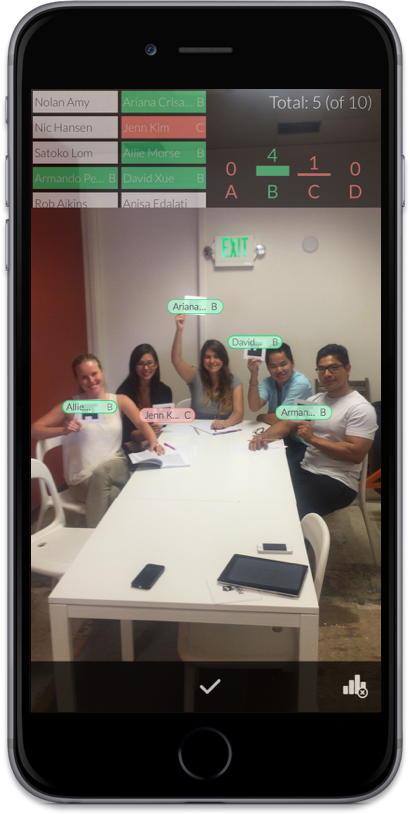 Nolan Amy
Ariana Crisa... B
Total: 5 (of 10)
Nic Hansen
Jenn Kim C
Satoko Lom
Allie Morse B
Armando Pe... B
David Xue B
Rob Aikins
Anisa Edalati
0 4 1 0
A B C D
EXIT
Ariana... B
David... B
Allie... B
Jenn K... C
Arman... B